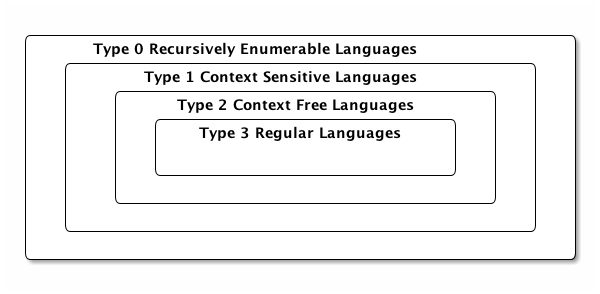 Type 0 Recursively Enumerable Languages
Type 1 Context Sensitive Languages
Type 2 Context Free Languages
Type 3 Regular Languages